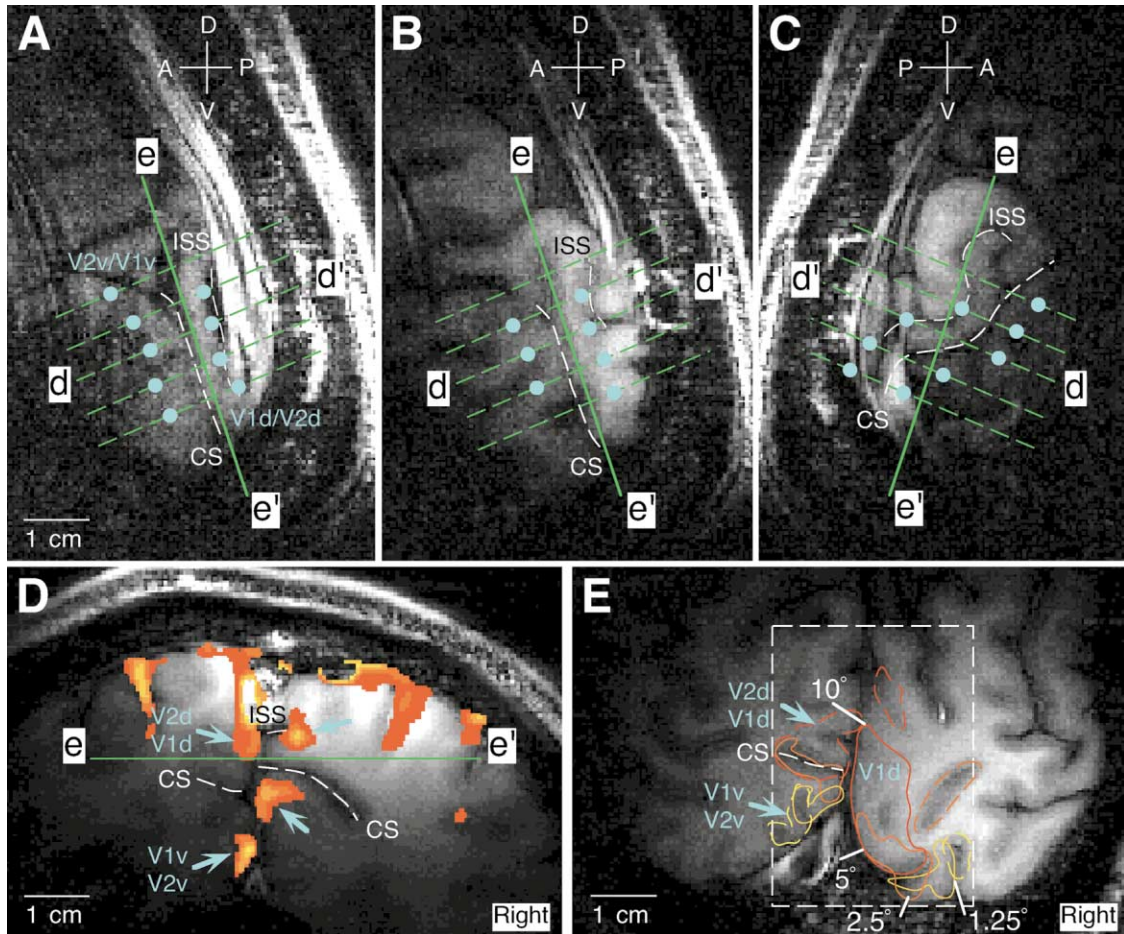 A
D
A
P
V
e
ISS
V2v/V1v
d'
d
V1d/V2d
CS
e'
1 cm
B
D
A
P
V
e
ISS
d'
d
CS
e'
C
D
P
A
V
e
ISS
d'
d
CS
e'
D
ISS
V2d
V1d
e
e'
CS
CS
V1v
V2v
1 cm
Right
E
V2d
V1d
10°
CS
V1d
V1v
V2v
5°
1 cm
2.5°
1.25°
Right